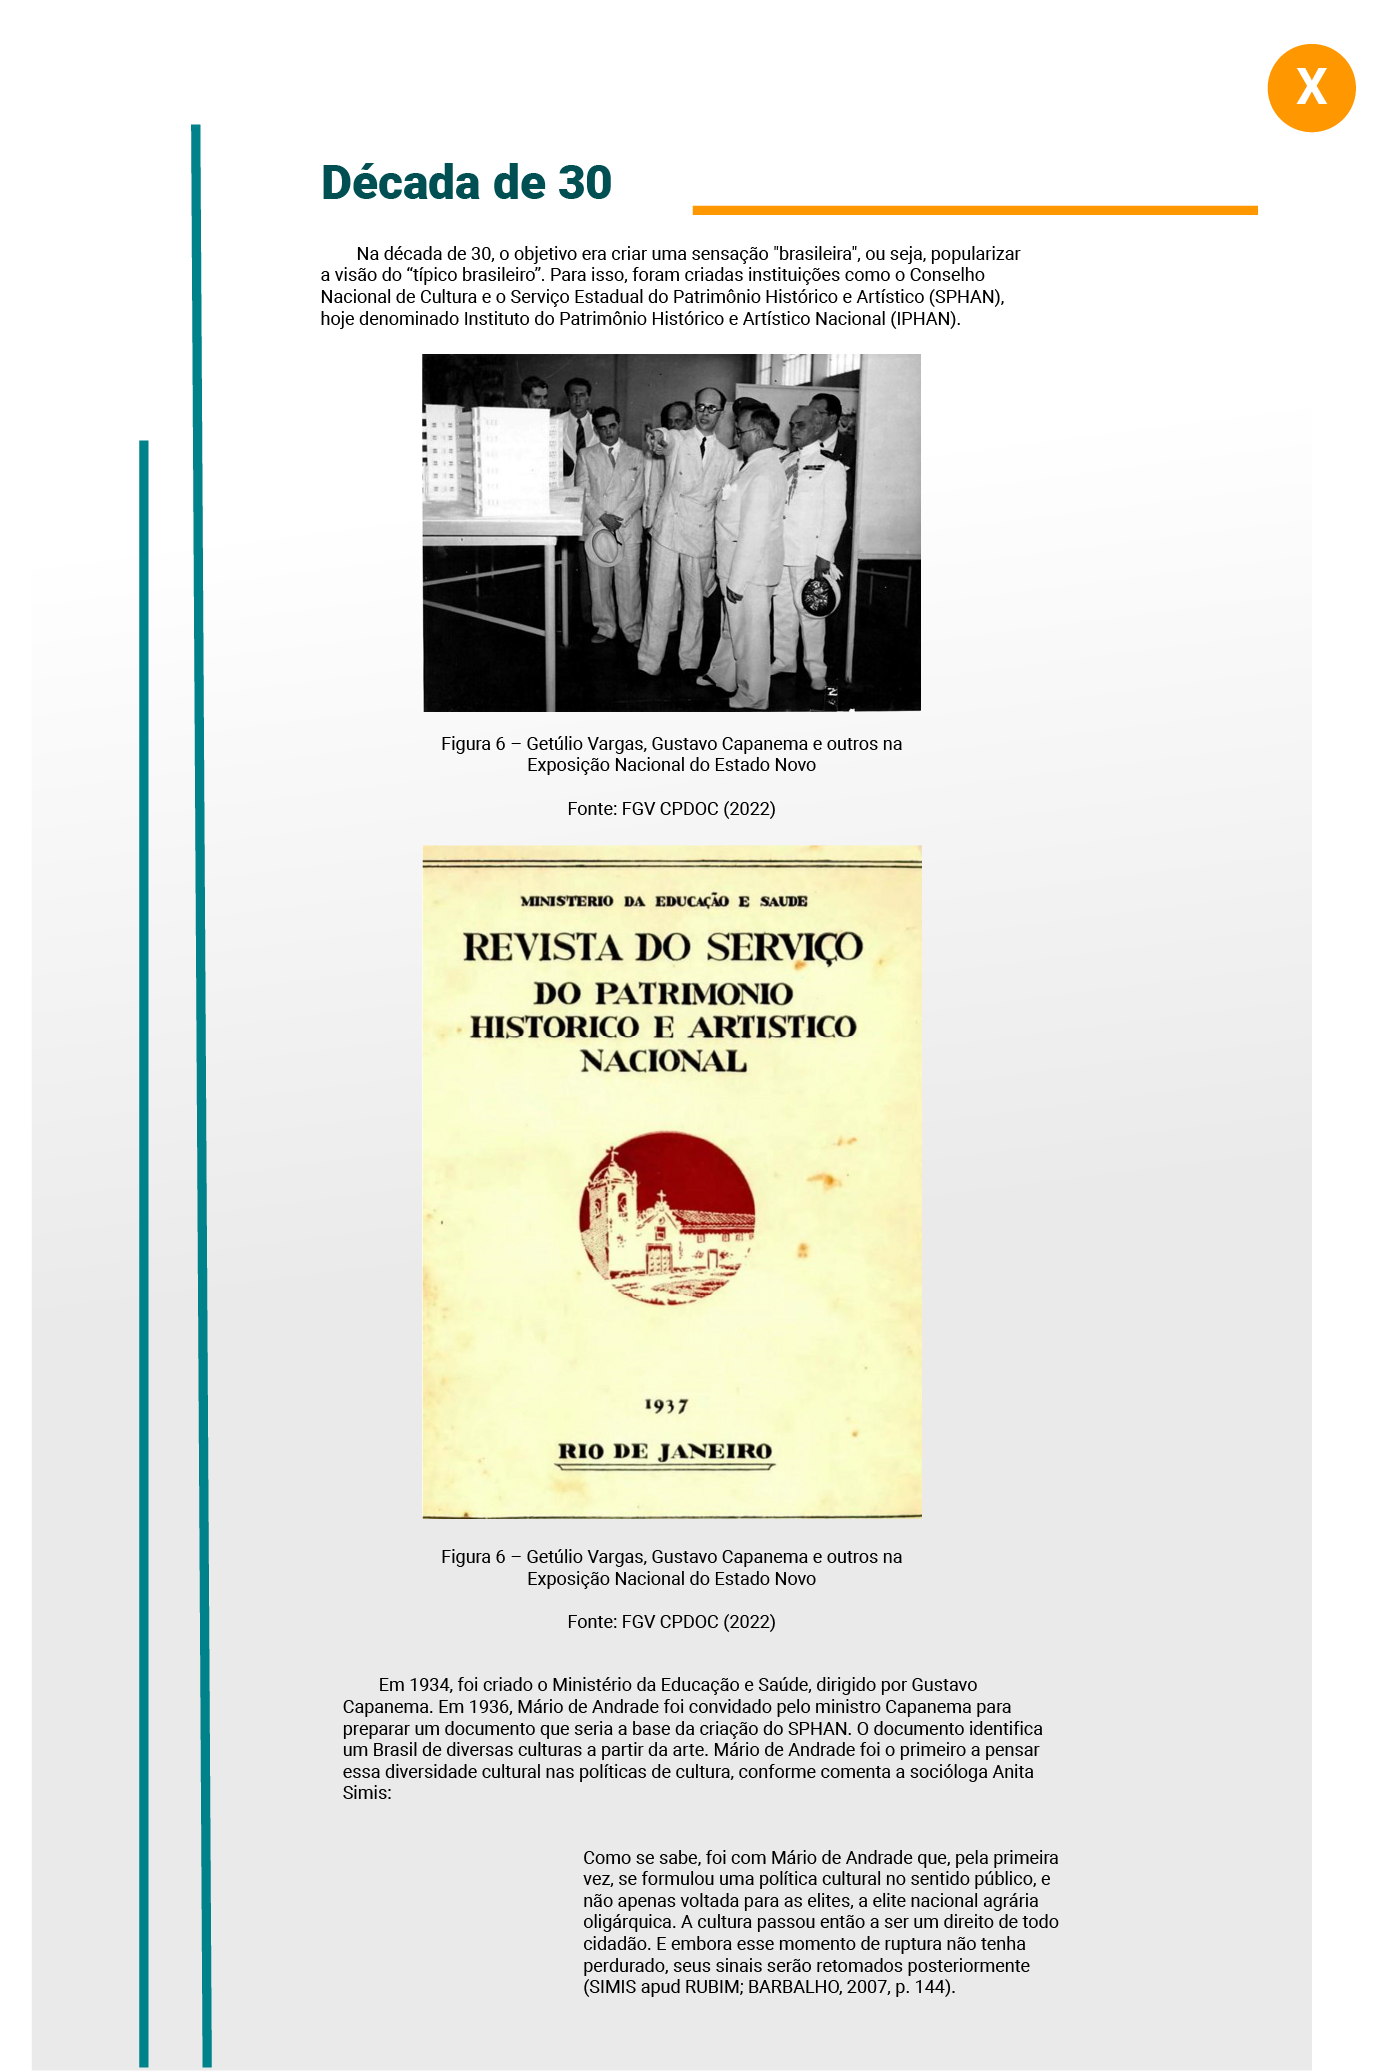 X
Década de 30
Na década de 30, o objetivo era criar uma sensação "brasileira", ou seja, popularizar
a visão do “típico brasileiro”. Para isso, foram criadas instituições como o Conselho
Nacional de Cultura e o Serviço Estadual do Patrimônio Histórico e Artístico (SPHAN),
hoje denominado Instituto do Patrimônio Histórico e Artístico Nacional (IPHAN).
Figura 6 – Getúlio Vargas, Gustavo Capanema e outros na
Exposição Nacional do Estado Novo
Fonte: FGV CPDOC (2022)
MINISTERIO DA EDUCAÇÃO E SAUDE
REVISTA DO SERVIÇO
DO PATRIMONIO
HISTORICO E ARTISTICO
NACIONAL
1937
RIO DE JANEIRO
Figura 6 – Getúlio Vargas, Gustavo Capanema e outros na
Exposição Nacional do Estado Novo
Fonte: FGV CPDOC (2022)
Em 1934, foi criado o Ministério da Educação e Saúde, dirigido por Gustavo
Capanema. Em 1936, Mário de Andrade foi convidado pelo ministro Capanema para
preparar um documento que seria a base da criação do SPHAN. O documento identifica
um Brasil de diversas culturas a partir da arte. Mário de Andrade foi o primeiro a pensar
essa diversidade cultural nas políticas de cultura, conforme comenta a socióloga Anita
Simis:
Como se sabe, foi com Mário de Andrade que, pela primeira
vez, se formulou uma política cultural no sentido público, e
não apenas voltada para as elites, a elite nacional agrária
oligárquica. A cultura passou então a ser um direito de todo
cidadão. E embora esse momento de ruptura não tenha
perdurado, seus sinais serão retomados posteriormente
(SIMIS apud RUBIM; BARBALHO, 2007, p. 144).